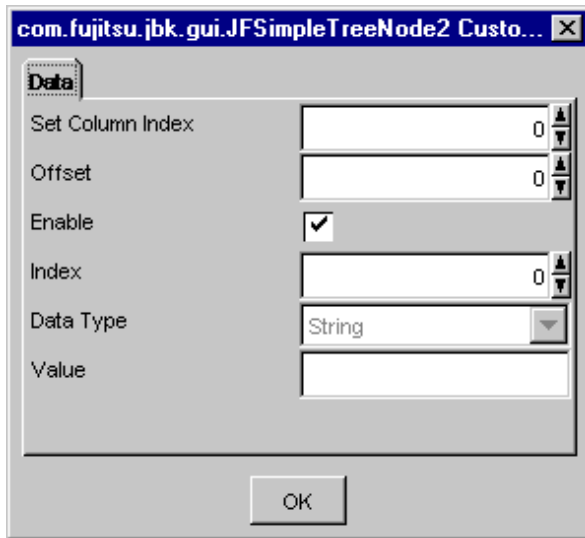 com.fujitsu.jbk.gui.JFSimpleTreeNode2 Custo...
Data
Set Column Index 0
Offset 0
Enable
Index 0
Data Type String
Value
OK